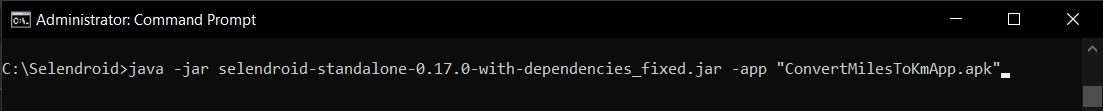 Administrator: Command Prompt
C:\Selendroid>java -jar selendroid-standalone-0.17.0-with-dependencies_fixed.jar -app "ConvertMilesToKmApp.apk"